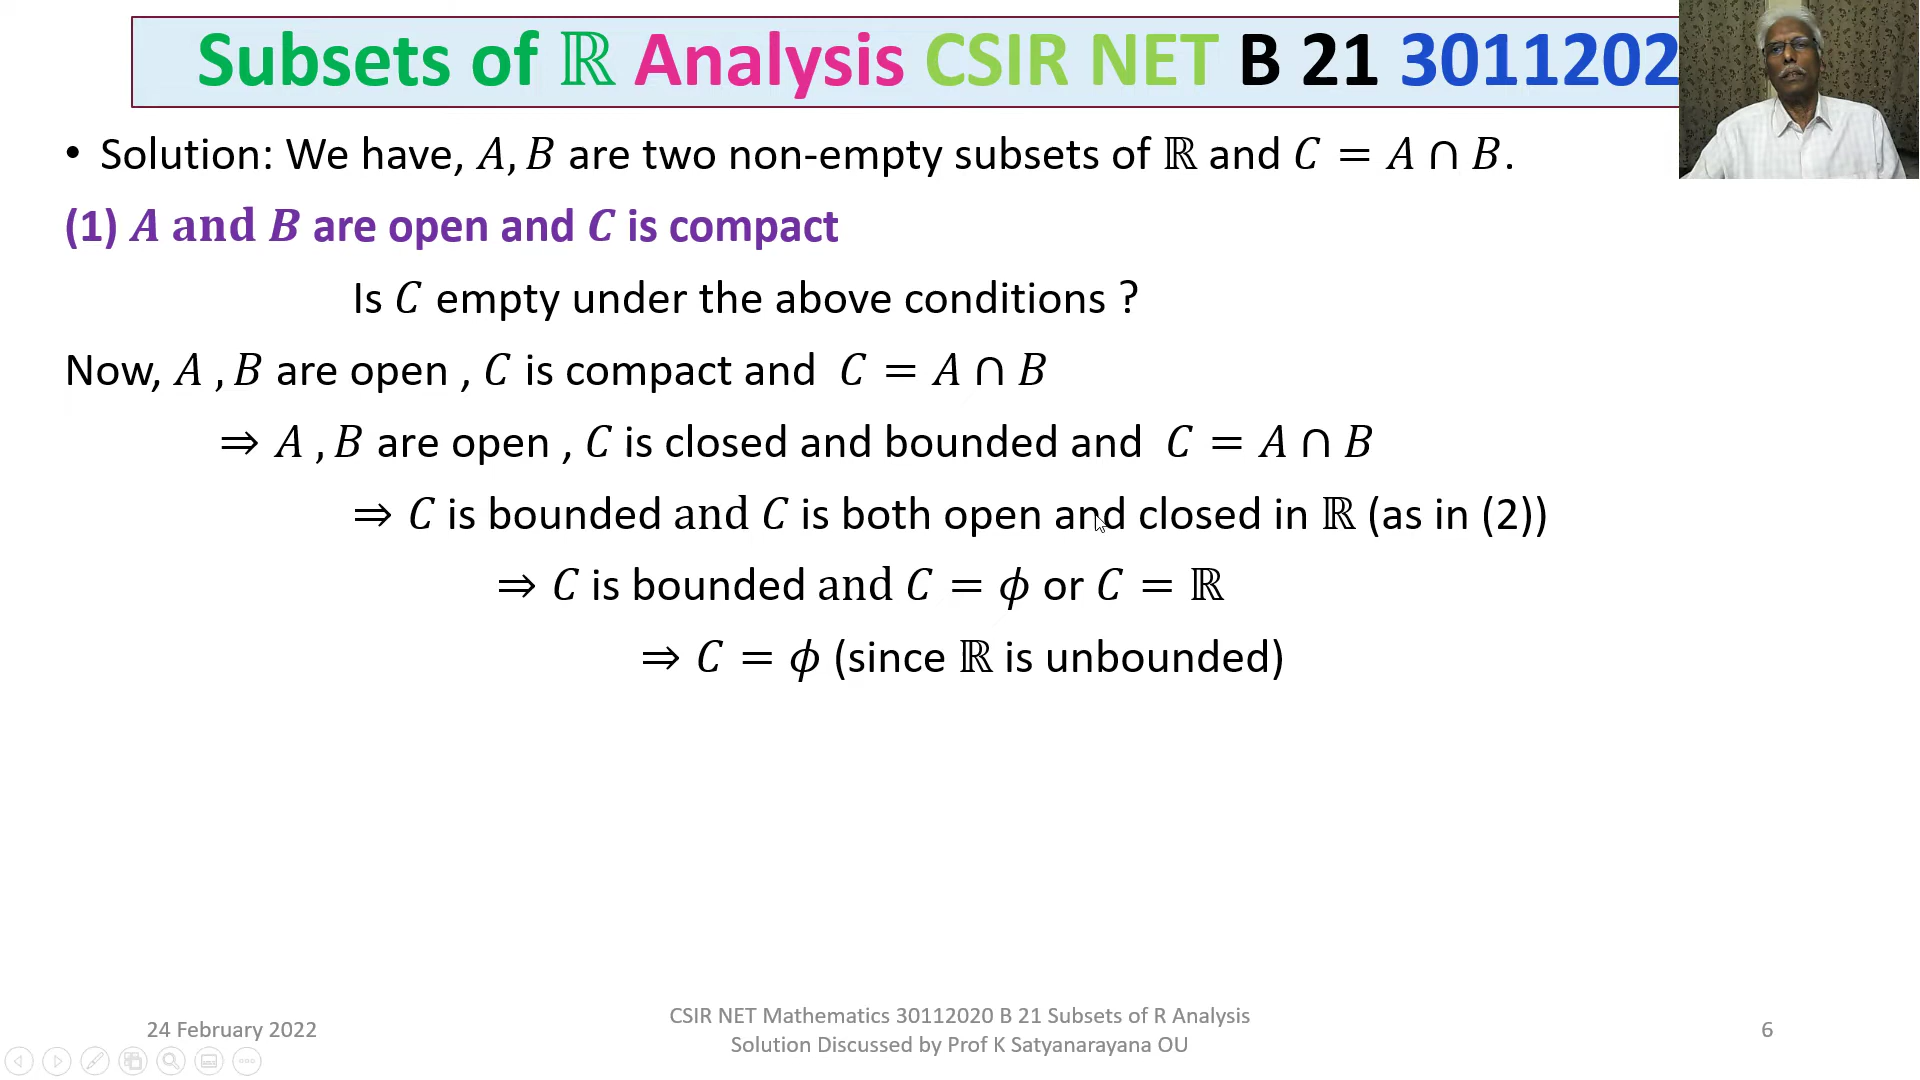 Subsets of ℝ Analysis CSIR NET B 21 3011202
• Solution: We have, A, B are two non-empty subsets of ℝ and C = A ∩ B.
(1) A and B are open and C is compact
Is C empty under the above conditions ?
Now, A , B are open , C is compact and C = A ∩ B
⇒ A , B are open , C is closed and bounded and C = A ∩ B
⇒ C is bounded and C is both open and closed in ℝ (as in (2))
⇒ C is bounded and C = ϕ or C = ℝ
⇒ C = ϕ (since ℝ is unbounded)
24 February 2022
CSIR NET Mathematics 30112020 B 21 Subsets of R Analysis
Solution Discussed by Prof K Satyanarayana OU
6